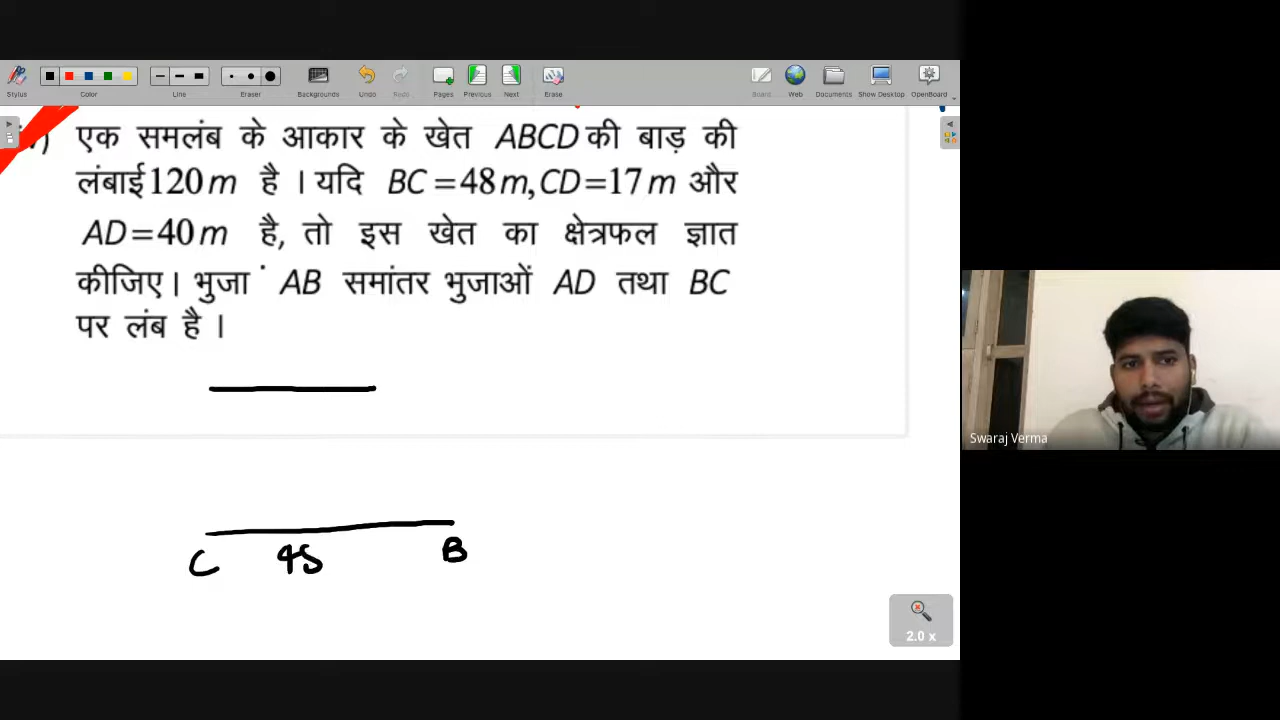 Stylus
Color
Line
Eraser
Backgrounds
Undo
Redo
Pages
Previous
Next
Erase
Board
Web
Documents
Show Desktop
OpenBoard
एक समलंब के आकार के खेत ABCD की बाड़ की
लंबाई 120 m है । यदि BC = 48 m, CD = 17 m और
AD = 40 m है, तो इस खेत का क्षेत्रफल ज्ञात
कीजिए। भुजा AB समांतर भुजाओं AD तथा BC
पर लंब है ।
C 45 B
2.0 x
Swaraj Verma